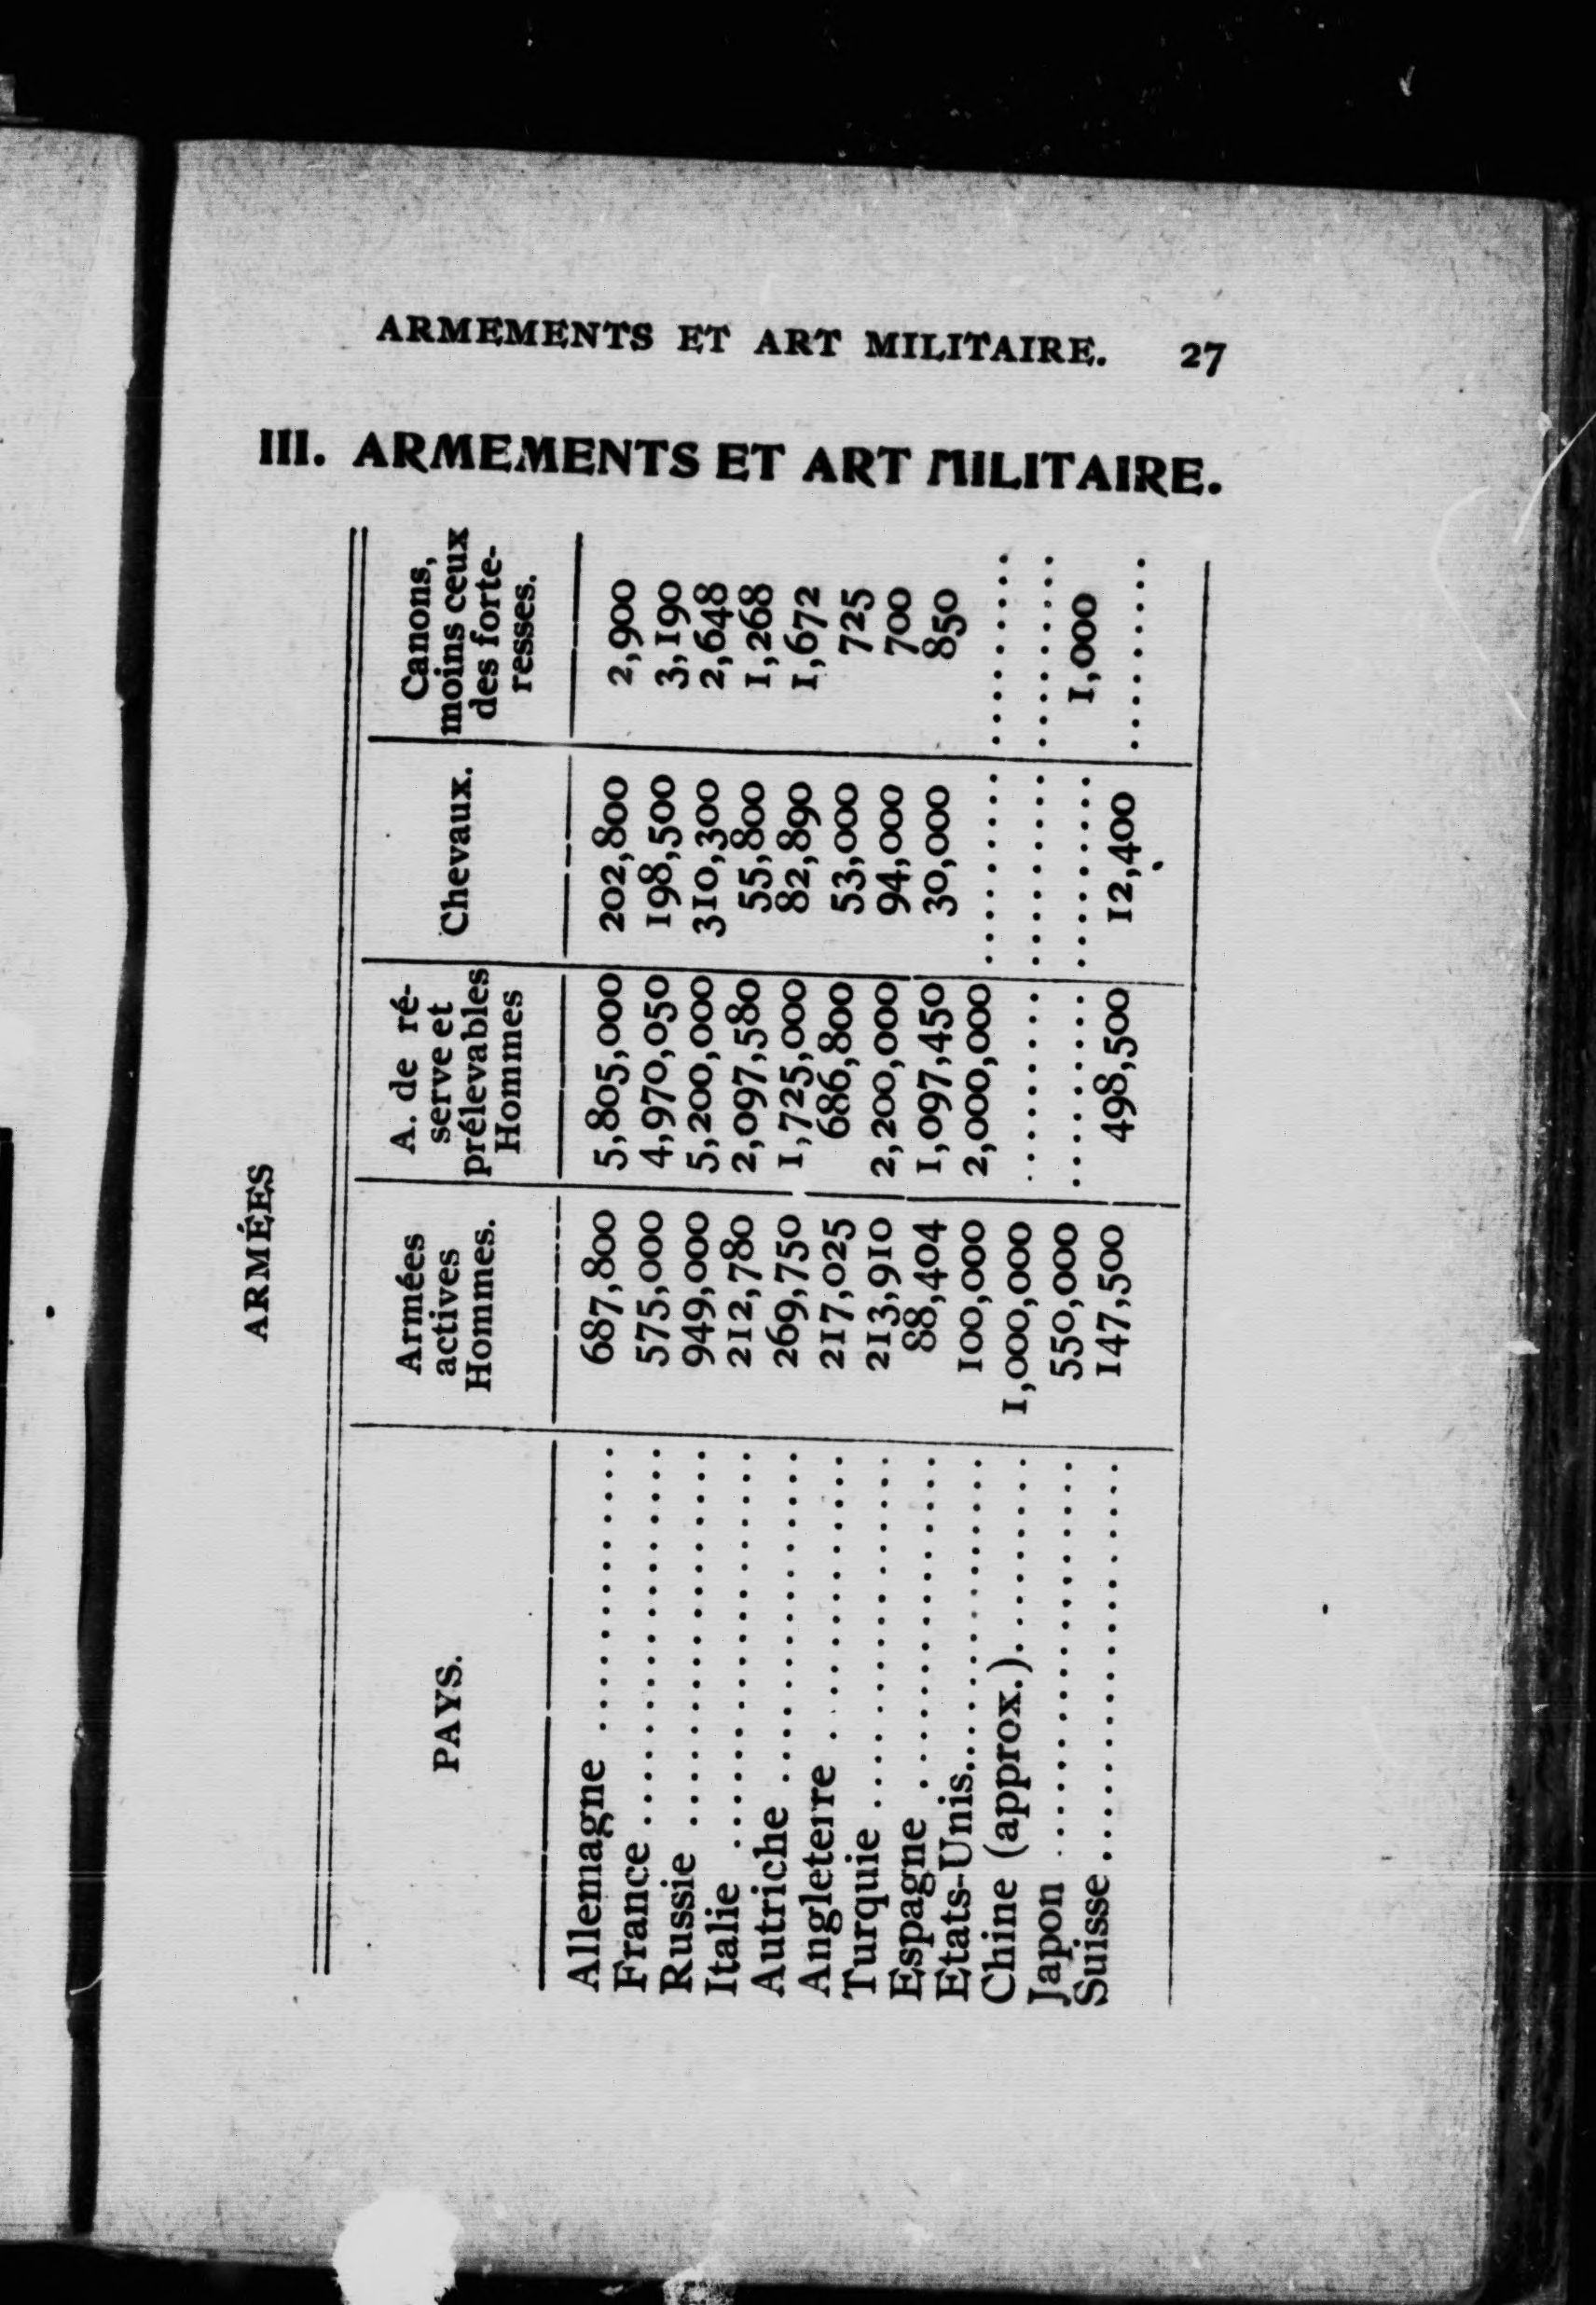 ARMEMENTS ET ART MILITAIRE. 27
III. ARMEMENTS ET ART MILITAIRE.
ARMÉES
PAYS. Armées actives Hommes. A. de ré-serve et prélevables Hommes Chevaux. Canons, moins ceux des forte-resses.
Allemagne .............. 687,800 5,805,000 202,800 2,900
France .................. 575,000 4,970,050 198,500 3,190
Russie .................. 949,000 5,200,000 310,300 2,648
Italie .................. 212,780 2,097,580 55,800 1,268
Autriche ............... 269,750 1,725,000 82,890 1,672
Angleterre ............. 217,025 686,800 53,000 725
Turquie ................ 213,910 2,200,000 94,000 700
Espagne ............... 88,404 1,097,450 30,000 850
Etats-Unis.............. 100,000 2,000,000 ......... .........
Chine (approx.)......... 1,000,000 ......... ......... .........
Japon .................. 550,000 ......... ......... 1,000
Suisse.................. 147,500 498,500 12,400 .........